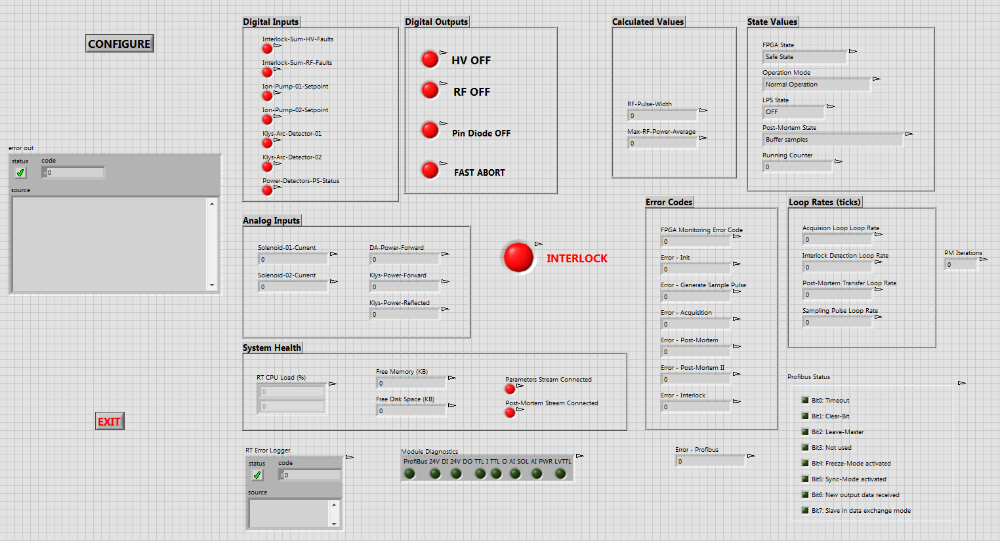 CONFIGURE
error out
status
code
x0
source
EXIT
Digital Inputs
Interlock-Sum-HV-Faults
Interlock-Sum-RF-Faults
Ion-Pump-01-Setpoint
Ion-Pump-02-Setpoint
Klys-Arc-Detector-01
Klys-Arc-Detector-02
Power-Detectors-PS-Status
Digital Outputs
HV OFF
RF OFF
Pin Diode OFF
FAST ABORT
Calculated Values
RF-Pulse-Width
0
Max-RF-Power-Average
0
State Values
FPGA State
Safe State
Operation Mode
Normal Operation
LPS State
OFF
Post-Mortem State
Buffer samples
Running Counter
0
Analog Inputs
Solenoid-01-Current
0
Solenoid-02-Current
0
DA-Power-Forward
0
Klys-Power-Forward
0
Klys-Power-Reflected
0
INTERLOCK
Error Codes
FPGA Monitoring Error Code
0
Error - Init
0
Error - Generate Sample Pulse
0
Error - Acquisition
0
Error - Post-Mortem
0
Error - Post-Mortem II
0
Error - Interlock
0
Loop Rates (ticks)
Acquision Loop Loop Rate
0
Interlock Detection Loop Rate
0
Post-Mortem Transfer Loop Rate
0
Sampling Pulse Loop Rate
0
PM Iterations
0
System Health
RT CPU Load (%)
0
0
Free Memory (KB)
0
Free Disk Space (KB)
0
Parameters Stream Connected
Post-Mortem Stream Connected
RT Error Logger
status
code
d0
source
Module Diagnostics
ProfiBus 24V DI 24V DO TTL I TTL O AI SOL AI PWR LVTTL
Error - Profibus
0
Profibus Status
Bit0: Timeout
Bit1: Clear-Bit
Bit2: Leave-Master
Bit3: Not used
Bit4: Freeze-Mode activated
Bit5: Sync-Mode activated
Bit6: New output data received
Bit7: Slave in data exchange mode